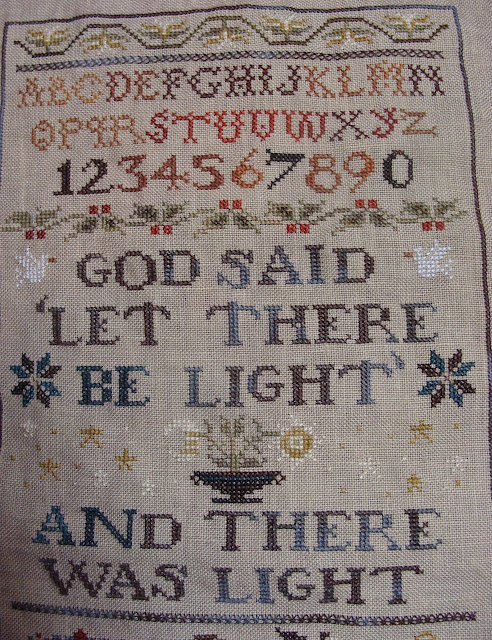 ABCDEFGHIJKLMN
OPQRSTUVWXYZ
1234567890
GOD SAID
'LET THERE
BE LIGHT'
AND THERE
WAS LIGHT